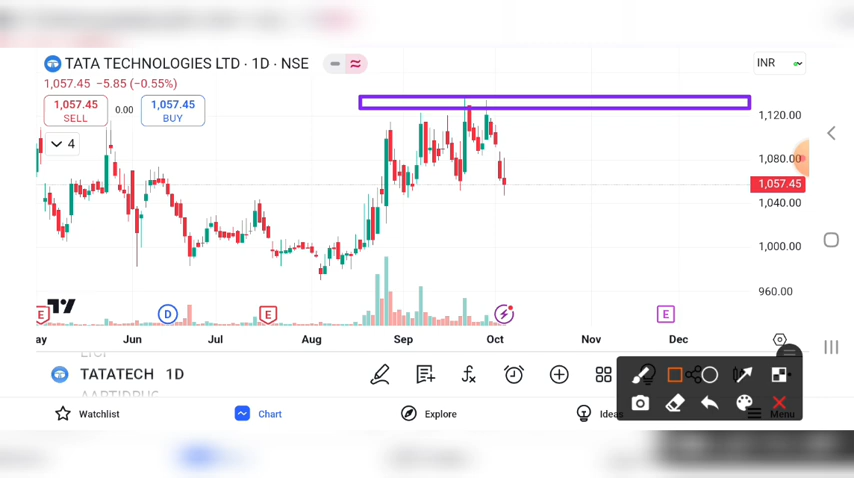 TATA TECHNOLOGIES LTD · 1D · NSE
INR
1,057.45 −5.85 (−0.55%)
1,057.45
SELL
0.00
1,057.45
BUY
4
1,120.00
1,080.00
1,057.45
1,040.00
1,000.00
960.00
E
D
E
E
ay
Jun
Jul
Aug
Sep
Oct
Nov
Dec
TATATECH 1D
Watchlist
Chart
Explore
Ideas
Menu